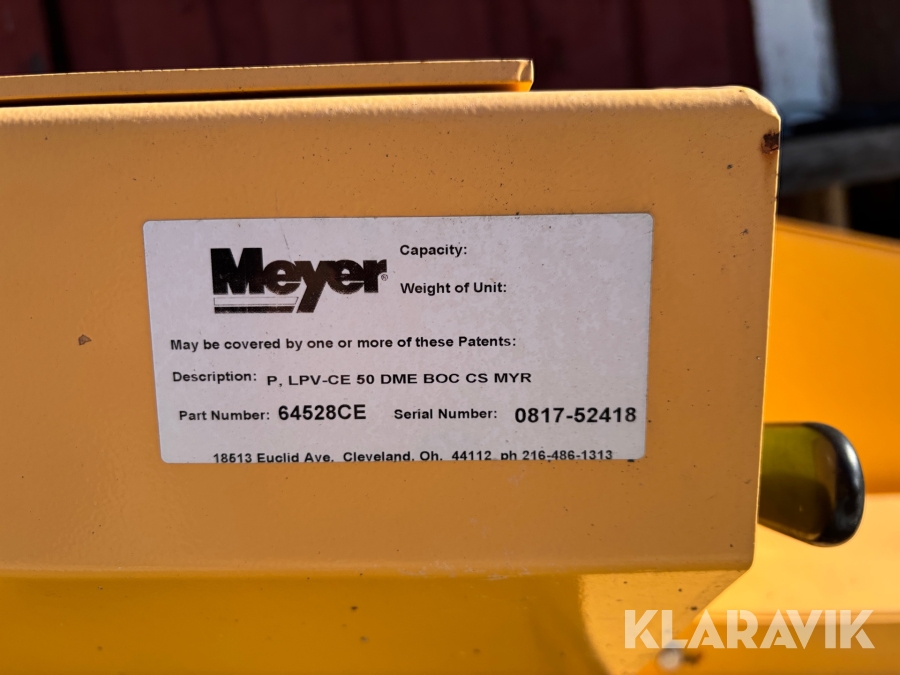 Meyer®
Capacity:
Weight of Unit:
May be covered by one or more of these Patents:
Description: P, LPV-CE 50 DME BOC CS MYR
Part Number: 64528CE Serial Number: 0817-52418
18513 Euclid Ave, Cleveland, Oh, 44112 ph 216-486-1313
KLARAVIK